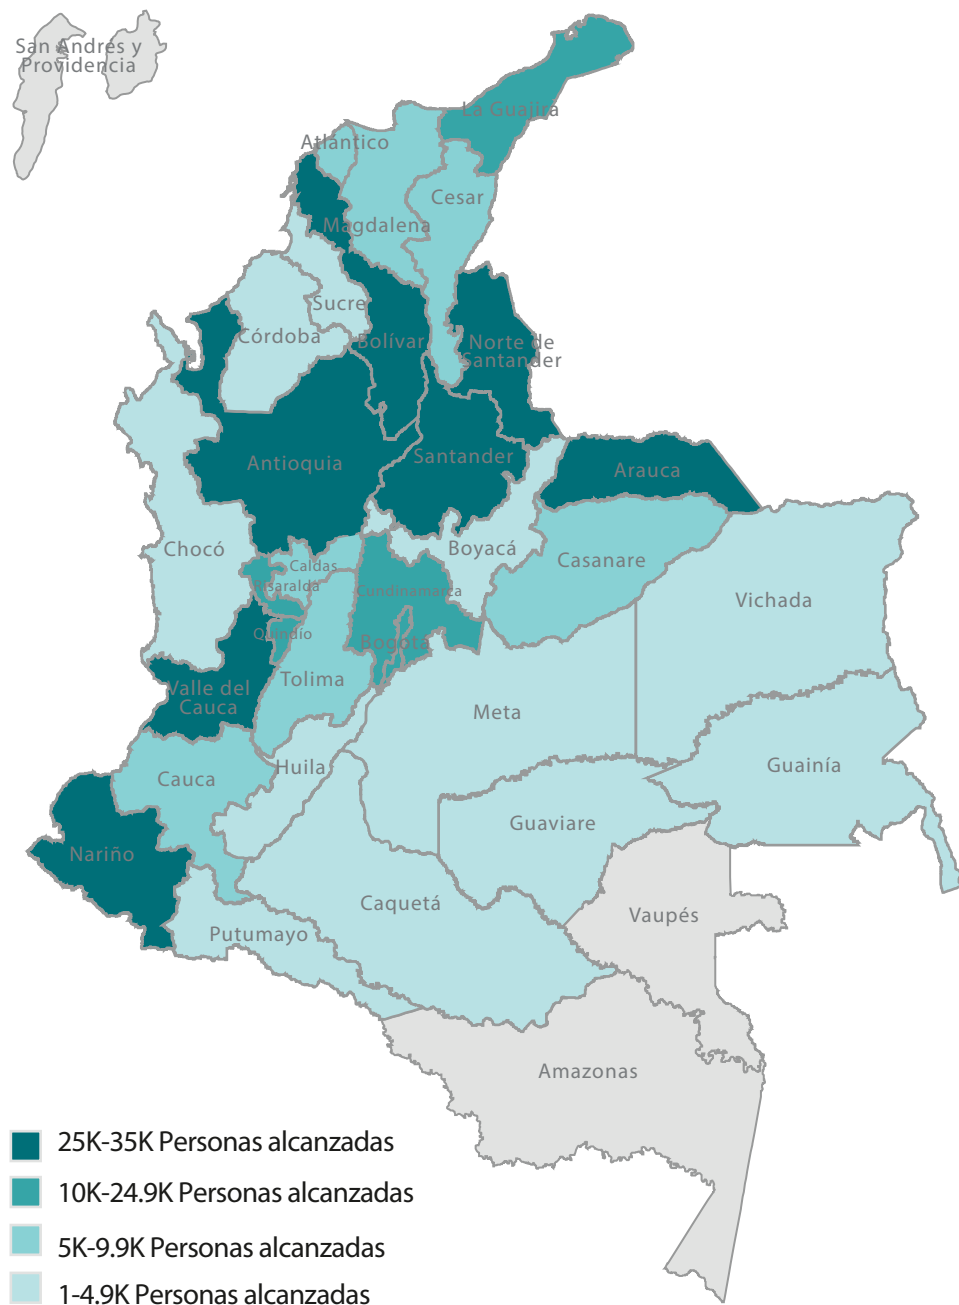 San Andrés y
Providencia
La Guajira
Atlántico
Cesar
Magdalena
Sucre
Córdoba
Bolívar
Norte de
Santander
Antioquia
Santander
Arauca
Chocó
Boyacá
Casanare
Caldas
Risaralda
Cundinamarca
Vichada
Quindío
Bogotá
Tolima
Valle del
Cauca
Meta
Huila
Guainía
Cauca
Guaviare
Nariño
Caquetá
Vaupés
Putumayo
Amazonas
25K-35K Personas alcanzadas
10K-24.9K Personas alcanzadas
5K-9.9K Personas alcanzadas
1-4.9K Personas alcanzadas